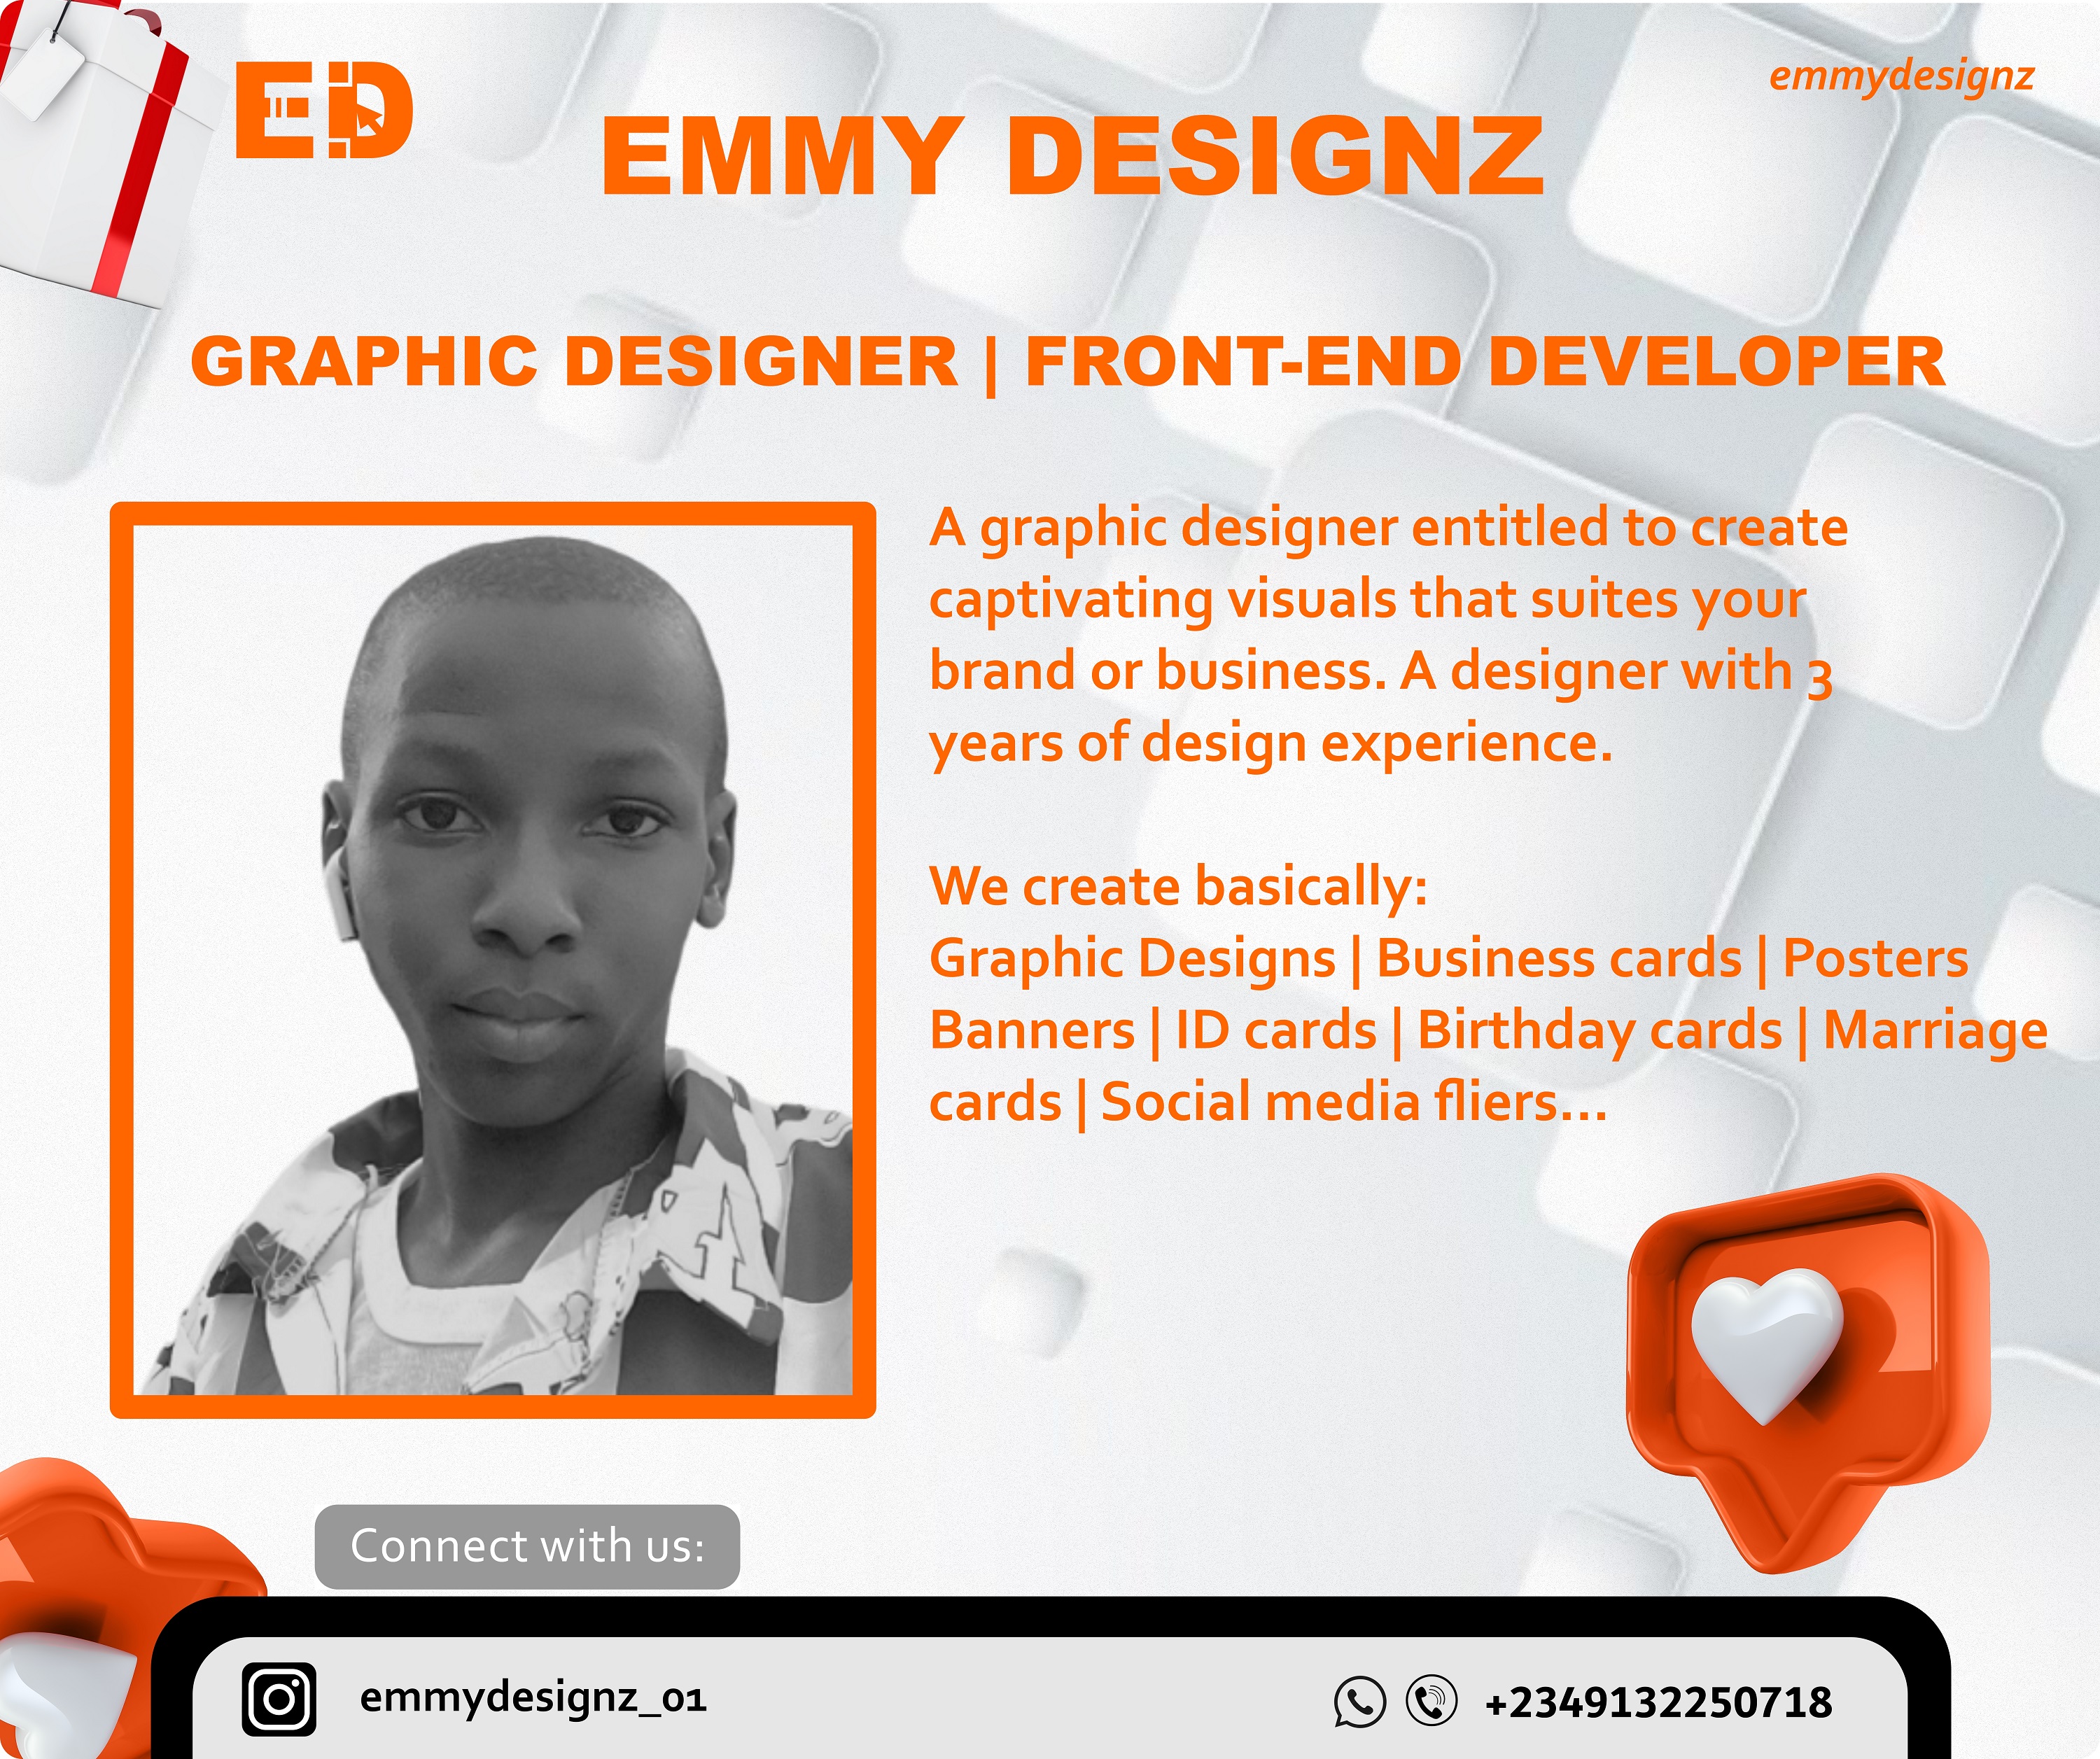 ED
emmydesignz
EMMY DESIGNZ
GRAPHIC DESIGNER | FRONT-END DEVELOPER
A graphic designer entitled to create
captivating visuals that suites your
brand or business. A designer with 3
years of design experience.
We create basically:
Graphic Designs | Business cards | Posters
Banners | ID cards | Birthday cards | Marriage
cards | Social media fliers...
A
Connect with us:
emmydesignz_01
+2349132250718